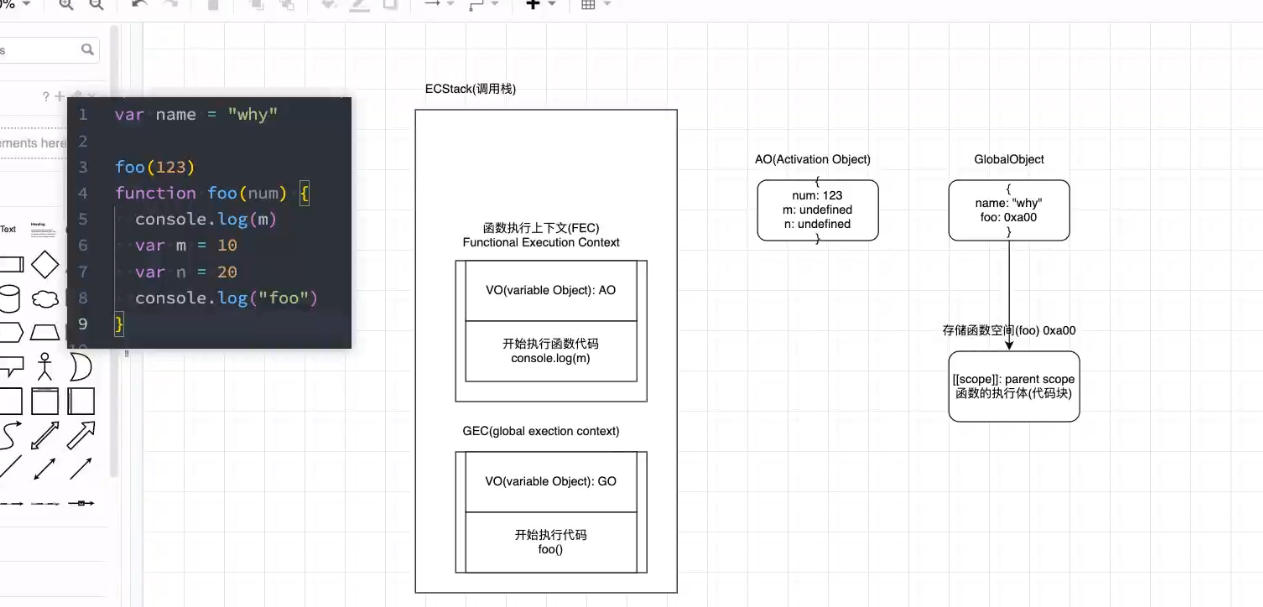 0%
s
?
ements here
Text
Heading
1 var name = "why"
2
3 foo(123)
4 function foo(num) {
5 console.log(m)
6 var m = 10
7 var n = 20
8 console.log("foo")
9 }
10
ECStack(调用栈)
函数执行上下文(FEC)
Functional Execution Context
VO(variable Object): AO
开始执行函数代码
console.log(m)
GEC(global exection context)
VO(variable Object): GO
开始执行代码
foo()
AO(Activation Object)
{
num: 123
m: undefined
n: undefined
}
GlobalObject
{
name: "why"
foo: 0xa00
}
存储函数空间(foo) 0xa00
[[scope]]: parent scope
函数的执行体(代码块)